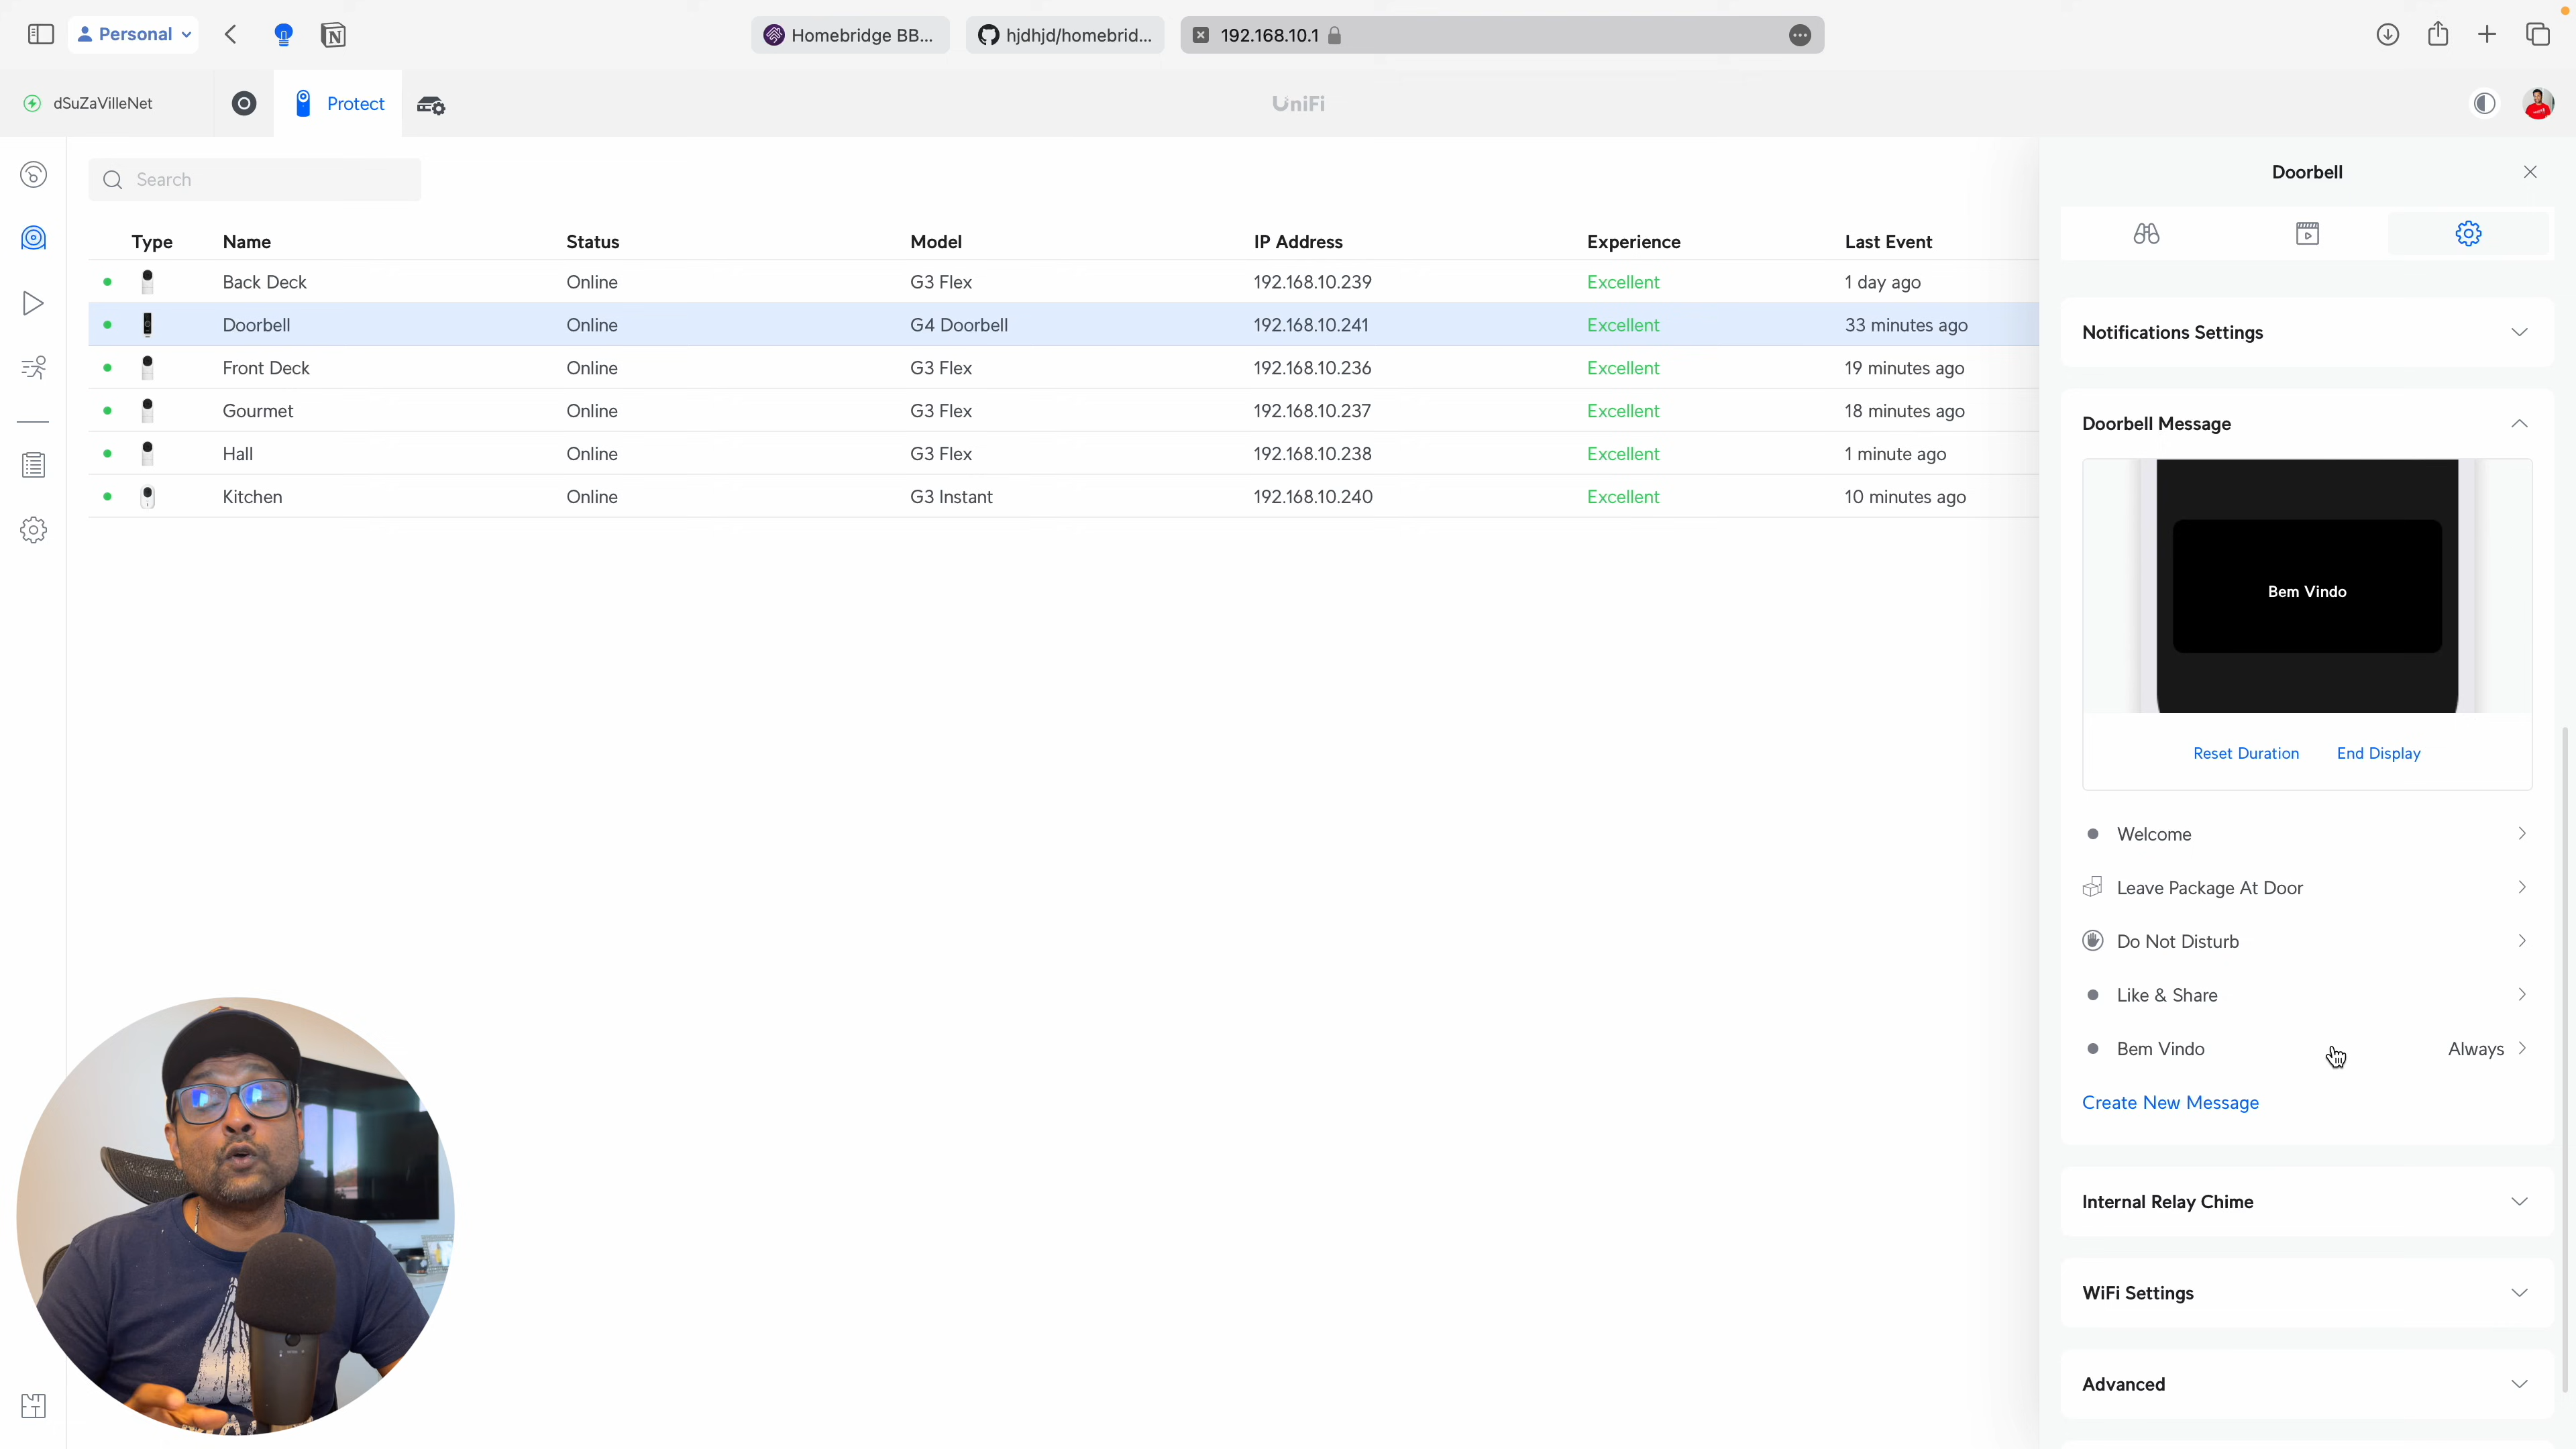 Personal
Homebridge BB...
hjdhjd/homebrid...
192.168.10.1
dSuZaVilleNet
Protect
UniFi
Search
Type Name Status Model IP Address Experience Last Event
Back Deck Online G3 Flex 192.168.10.239 Excellent 1 day ago
Doorbell Online G4 Doorbell 192.168.10.241 Excellent 33 minutes ago
Front Deck Online G3 Flex 192.168.10.236 Excellent 19 minutes ago
Gourmet Online G3 Flex 192.168.10.237 Excellent 18 minutes ago
Hall Online G3 Flex 192.168.10.238 Excellent 1 minute ago
Kitchen Online G3 Instant 192.168.10.240 Excellent 10 minutes ago
Doorbell
Notifications Settings
Doorbell Message
Bem Vindo
Reset Duration End Display
Welcome
Leave Package At Door
Do Not Disturb
Like & Share
Bem Vindo Always
Create New Message
Internal Relay Chime
WiFi Settings
Advanced